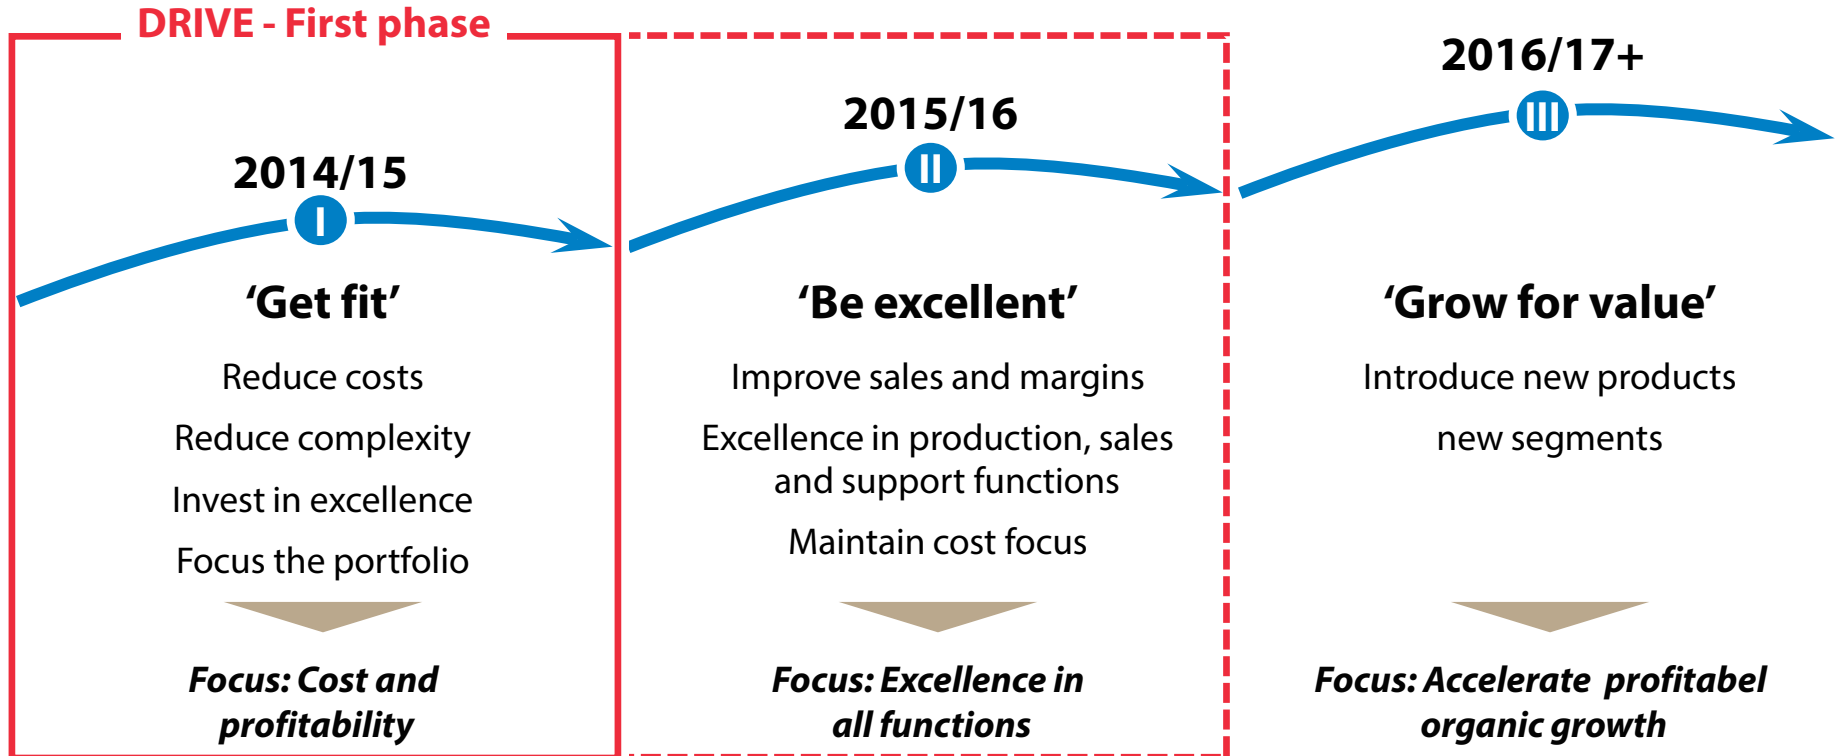 DRIVE - First phase
2014/15
I
‘Get fit’
Reduce costs
Reduce complexity
Invest in excellence
Focus the portfolio
Focus: Cost and
profitability
2015/16
II
‘Be excellent’
Improve sales and margins
Excellence in production, sales
and support functions
Maintain cost focus
Focus: Excellence in
all functions
2016/17+
III
‘Grow for value’
Introduce new products
new segments
Focus: Accelerate profitabel
organic growth